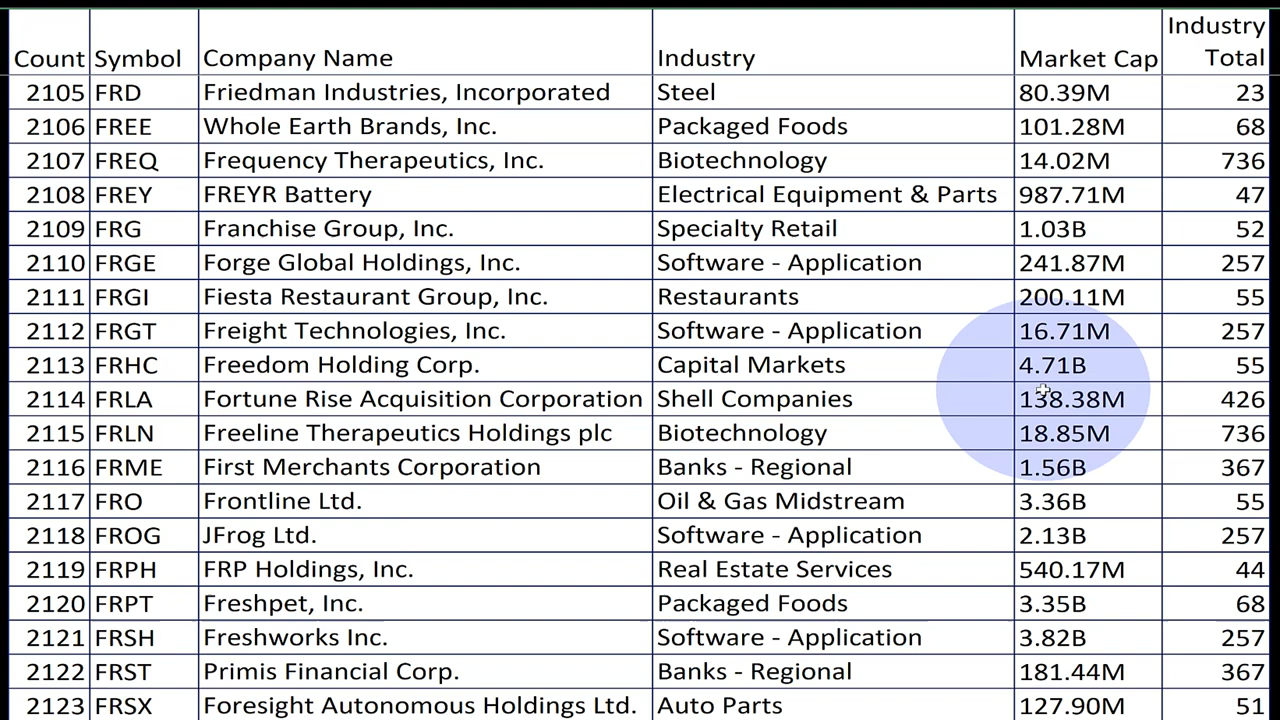 Count Symbol Company Name Industry Market Cap Industry Total
2105 FRD Friedman Industries, Incorporated Steel 80.39M 23
2106 FREE Whole Earth Brands, Inc. Packaged Foods 101.28M 68
2107 FREQ Frequency Therapeutics, Inc. Biotechnology 14.02M 736
2108 FREY FREYR Battery Electrical Equipment & Parts 987.71M 47
2109 FRG Franchise Group, Inc. Specialty Retail 1.03B 52
2110 FRGE Forge Global Holdings, Inc. Software - Application 241.87M 257
2111 FRGI Fiesta Restaurant Group, Inc. Restaurants 200.11M 55
2112 FRGT Freight Technologies, Inc. Software - Application 16.71M 257
2113 FRHC Freedom Holding Corp. Capital Markets 4.71B 55
2114 FRLA Fortune Rise Acquisition Corporation Shell Companies 138.38M 426
2115 FRLN Freeline Therapeutics Holdings plc Biotechnology 18.85M 736
2116 FRME First Merchants Corporation Banks - Regional 1.56B 367
2117 FRO Frontline Ltd. Oil & Gas Midstream 3.36B 55
2118 FROG JFrog Ltd. Software - Application 2.13B 257
2119 FRPH FRP Holdings, Inc. Real Estate Services 540.17M 44
2120 FRPT Freshpet, Inc. Packaged Foods 3.35B 68
2121 FRSH Freshworks Inc. Software - Application 3.82B 257
2122 FRST Primis Financial Corp. Banks - Regional 181.44M 367
2123 FRSX Foresight Autonomous Holdings Ltd. Auto Parts 127.90M 51